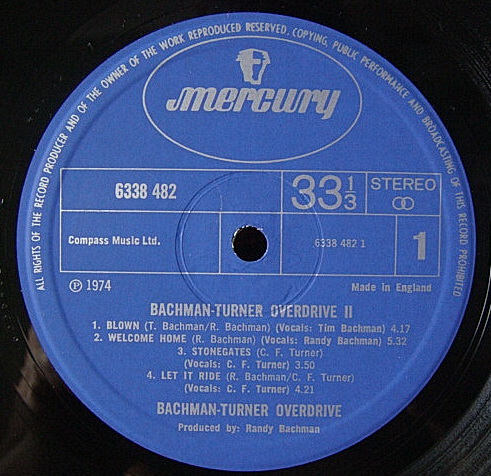 ALL RIGHTS OF THE RECORD PRODUCER AND OF THE OWNER OF THE WORK REPRODUCED RESERVED. COPYING, PUBLIC PERFORMANCE AND BROADCASTING OF THIS RECORD PROHIBITED
mercury
6338 482
33 1/3
STEREO
Compass Music Ltd.
6338 482 1
1
Ⓟ 1974
Made in England
BACHMAN-TURNER OVERDRIVE II
1. BLOWN (T. Bachman/R. Bachman) (Vocals: Tim Bachman) 4.17
2. WELCOME HOME (R. Bachman) (Vocals: Randy Bachman) 5.32
3. STONEGATES (C. F. Turner)
(Vocals: C. F. Turner) 3.50
4. LET IT RIDE (R. Bachman/C. F. Turner)
(Vocals: C. F. Turner) 4.21
BACHMAN-TURNER OVERDRIVE
Produced by: Randy Bachman